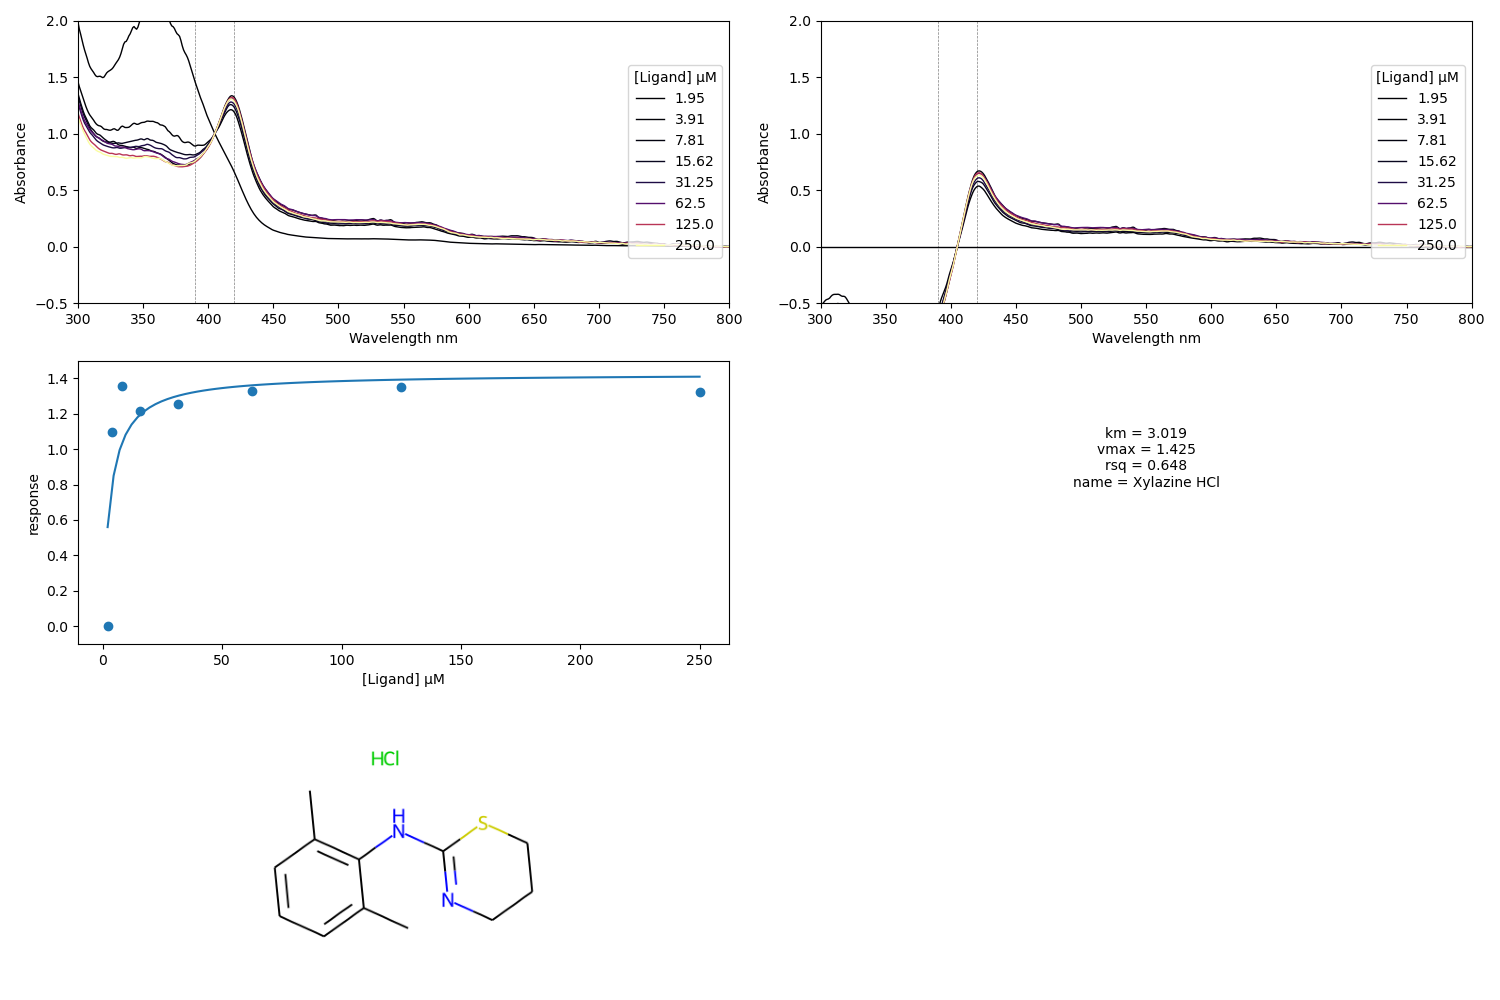 2.0
1.5
1.0
0.5
0.0
−0.5
Absorbance
300 350 400 450 500 550 600 650 700 750 800
Wavelength nm
[Ligand] μM
1.95
3.91
7.81
15.62
31.25
62.5
125.0
250.0
2.0
1.5
1.0
0.5
0.0
−0.5
Absorbance
300 350 400 450 500 550 600 650 700 750 800
Wavelength nm
[Ligand] μM
1.95
3.91
7.81
15.62
31.25
62.5
125.0
250.0
1.4
1.2
1.0
0.8
0.6
0.4
0.2
0.0
response
0 50 100 150 200 250
[Ligand] μM
km = 3.019
vmax = 1.425
rsq = 0.648
name = Xylazine HCl
HCl
H
N
S
N